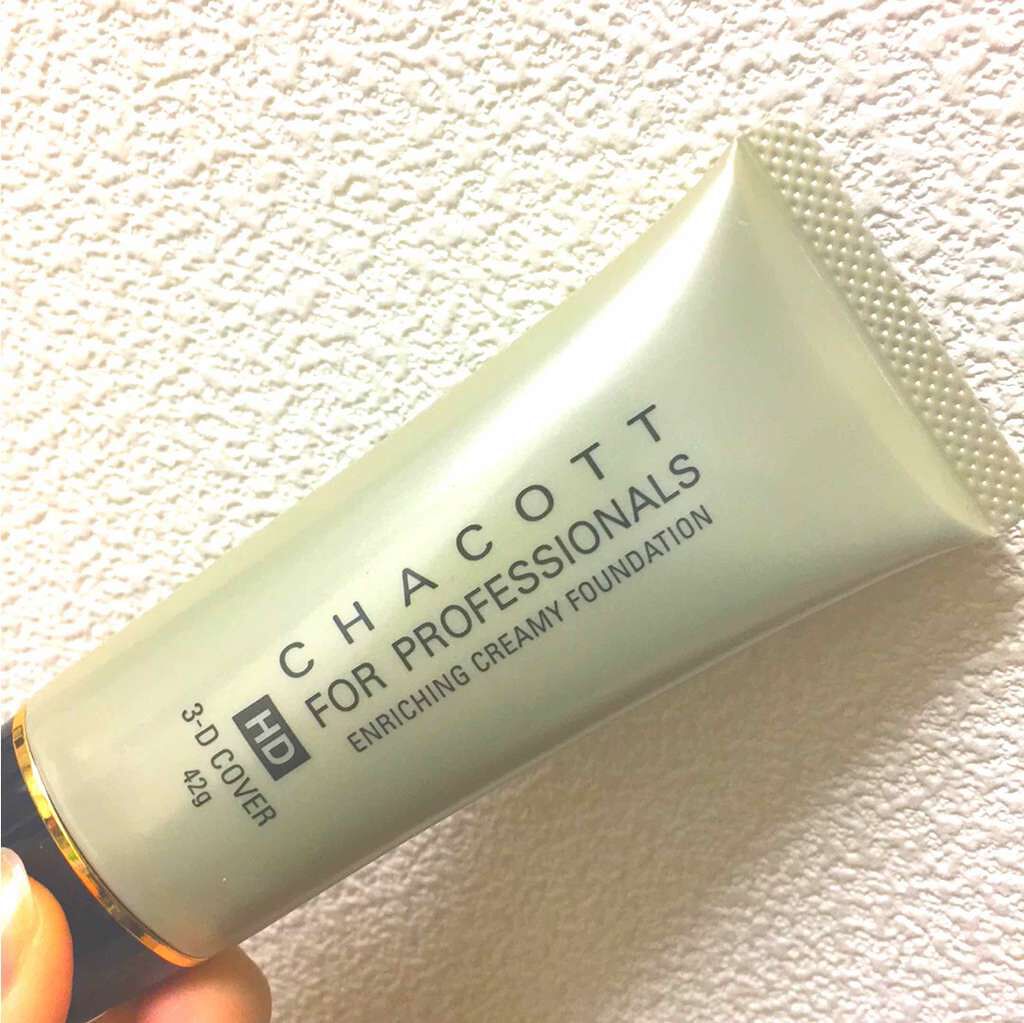 CHACOTT
FOR PROFESSIONALS
ENRICHING CREAMY FOUNDATION
HD
3-D COVER
42g